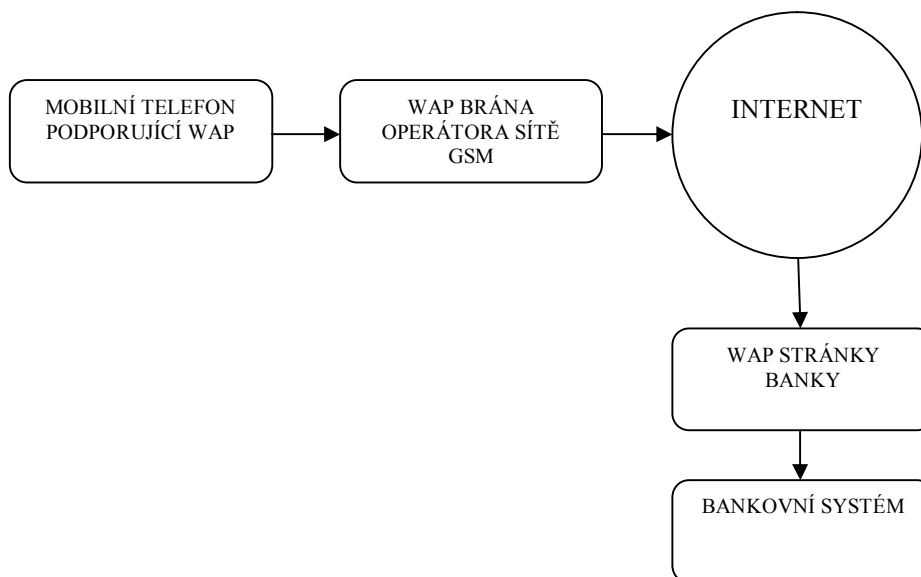 MOBILNÍ TELEFON
PODPORUJÍCÍ WAP
WAP BRÁNA
OPERÁTORA SÍTĚ
GSM
INTERNET
WAP STRÁNKY
BANKY
BANKOVNÍ SYSTÉM